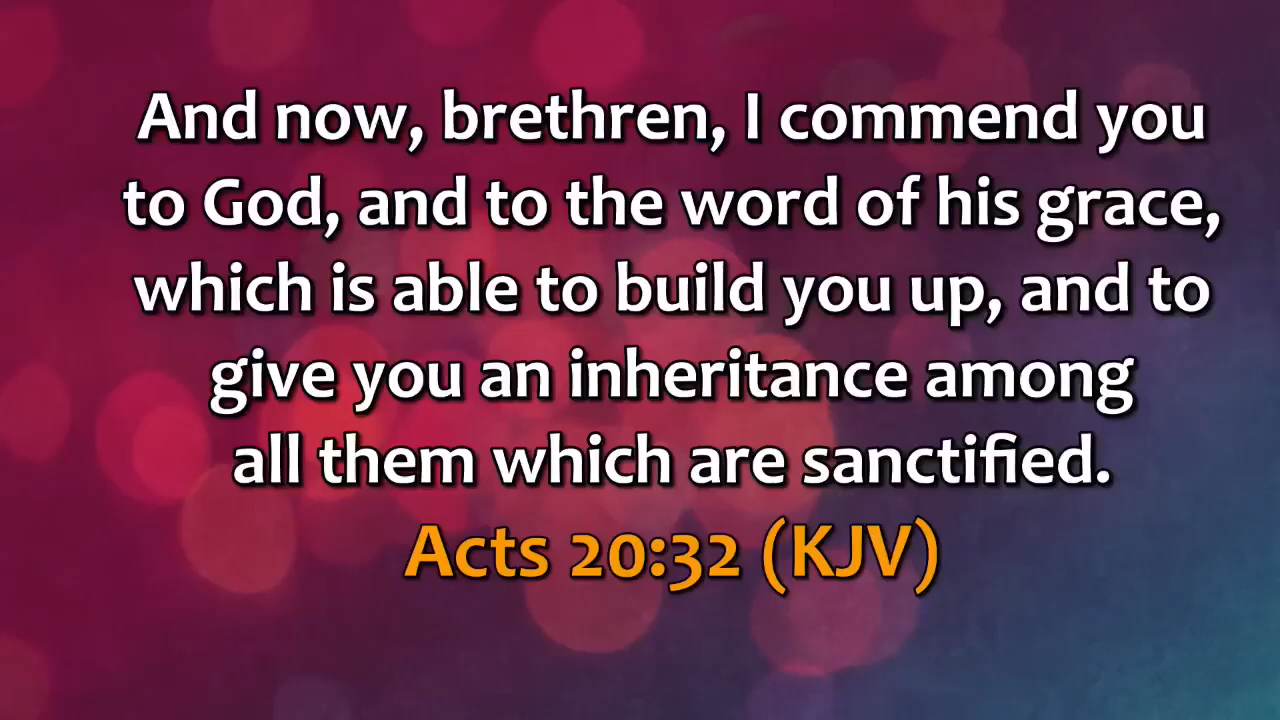 And now, brethren, I commend you
to God, and to the word of his grace,
which is able to build you up, and to
give you an inheritance among
all them which are sanctified.
Acts 20:32 (KJV)